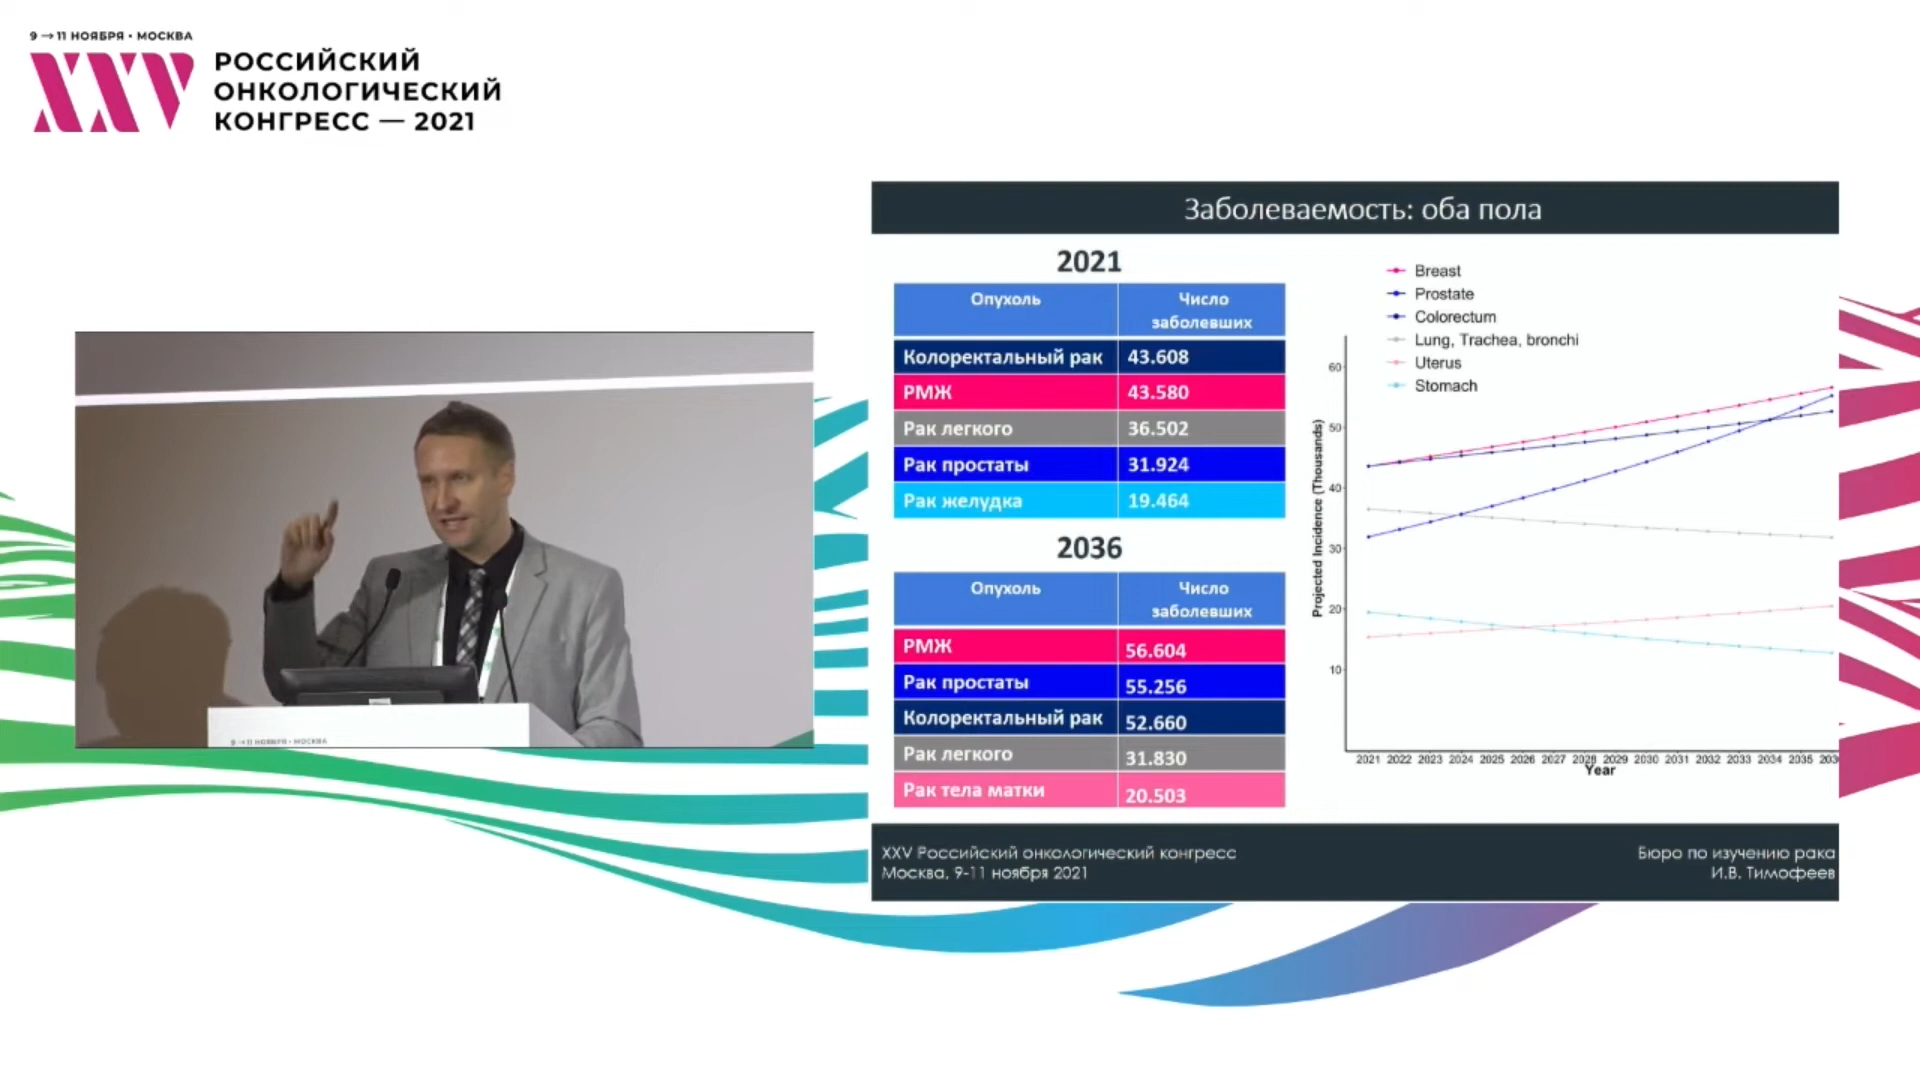 9 → 11 НОЯБРЯ • МОСКВА
XXV
РОССИЙСКИЙ
ОНКОЛОГИЧЕСКИЙ
КОНГРЕСС — 2021
9 → 11 НОЯБРЯ • МОСКВА
Заболеваемость: оба пола
2021
Опухоль Число заболевших
Колоректальный рак 43.608
РМЖ 43.580
Рак легкого 36.502
Рак простаты 31.924
Рак желудка 19.464
2036
Опухоль Число заболевших
РМЖ 56.604
Рак простаты 55.256
Колоректальный рак 52.660
Рак легкого 31.830
Рак тела матки 20.503
Breast
Prostate
Colorectum
Lung, Trachea, bronchi
Uterus
Stomach
Projected Incidence (Thousands)
60
50
40
30
20
10
2021 2022 2023 2024 2025 2026 2027 2028 2029 2030 2031 2032 2033 2034 2035
Year
XXV Российский онкологический конгресс
Москва, 9-11 ноября 2021
Бюро по изучению рака
И.В. Тимофеев